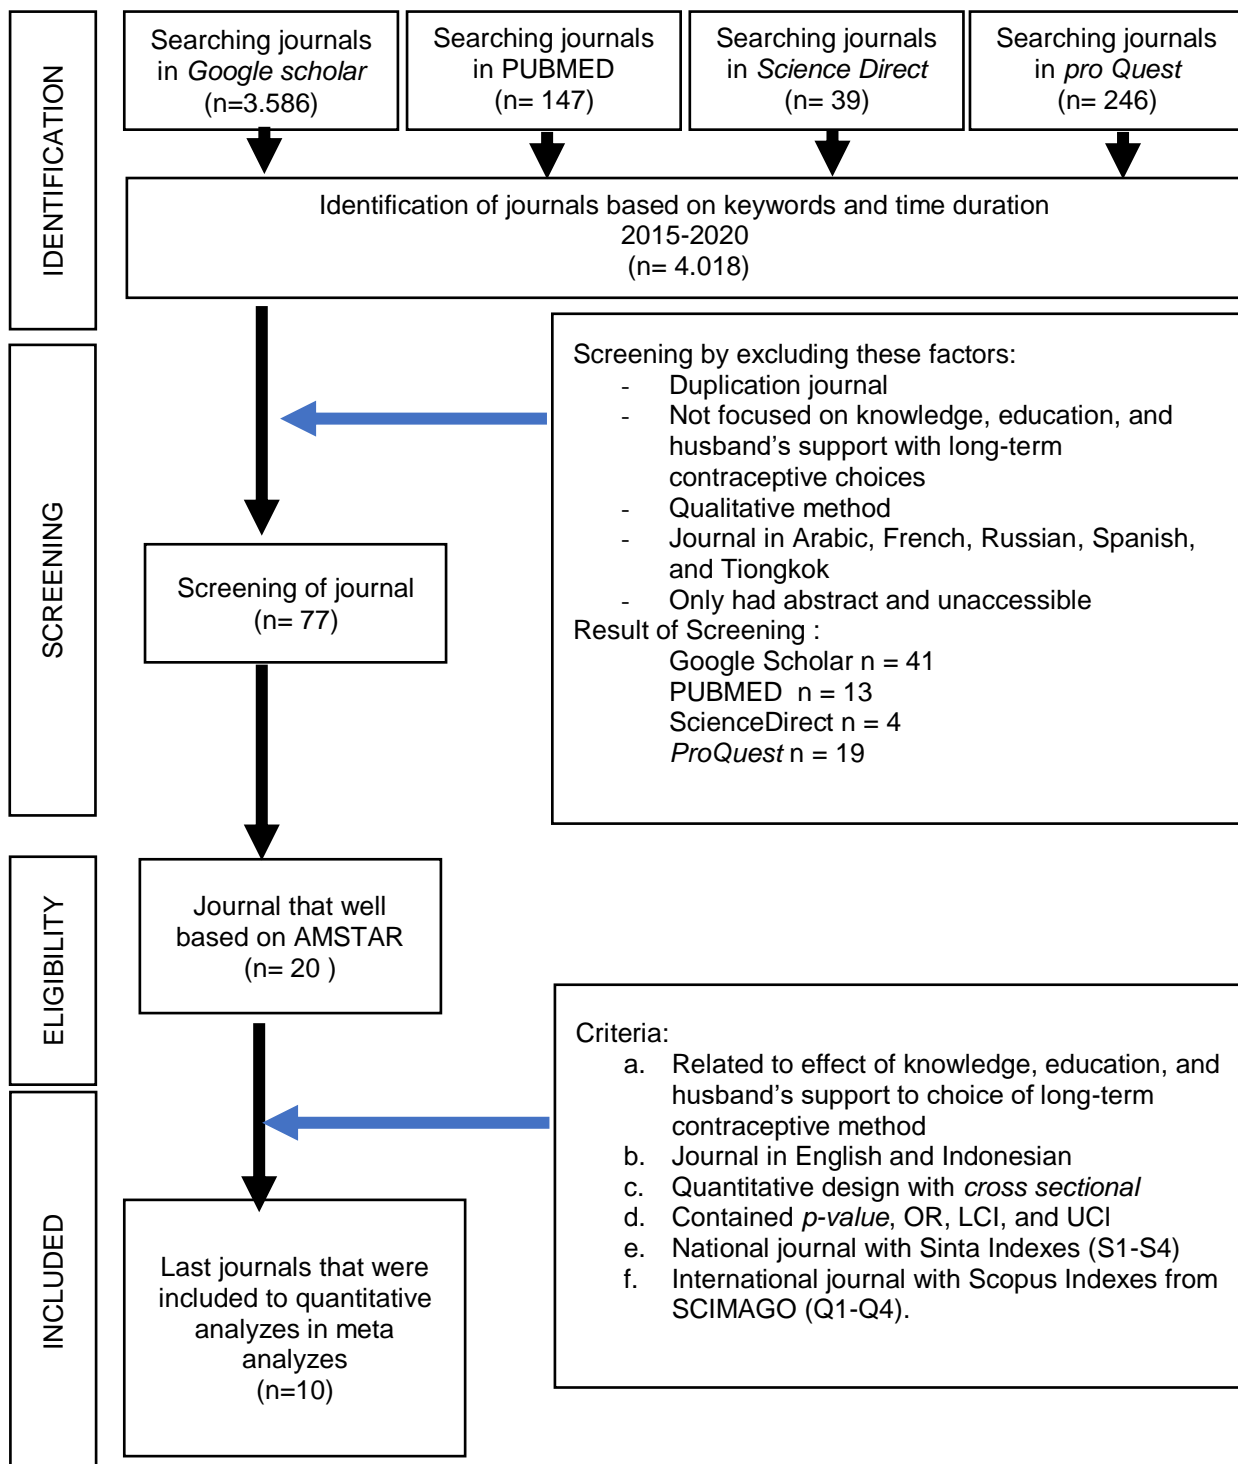 IDENTIFICATION
Searching journals
in Google scholar
(n=3.586)
Searching journals
in PUBMED
(n= 147)
Searching journals
in Science Direct
(n= 39)
Searching journals
in pro Quest
(n= 246)
Identification of journals based on keywords and time duration
2015-2020
(n= 4.018)
SCREENING
Screening by excluding these factors:
- Duplication journal
- Not focused on knowledge, education, and
husband’s support with long-term
contraceptive choices
- Qualitative method
- Journal in Arabic, French, Russian, Spanish,
and Tiongkok
- Only had abstract and unaccessible
Result of Screening :
Google Scholar n = 41
PUBMED n = 13
ScienceDirect n = 4
ProQuest n = 19
Screening of journal
(n= 77)
ELIGIBILITY
Journal that well
based on AMSTAR
(n= 20 )
INCLUDED
Criteria:
a. Related to effect of knowledge, education, and
husband’s support to choice of long-term
contraceptive method
b. Journal in English and Indonesian
c. Quantitative design with cross sectional
d. Contained p-value, OR, LCI, and UCI
e. National journal with Sinta Indexes (S1-S4)
f. International journal with Scopus Indexes from
SCIMAGO (Q1-Q4).
Last journals that were
included to quantitative
analyzes in meta
analyzes
(n=10)